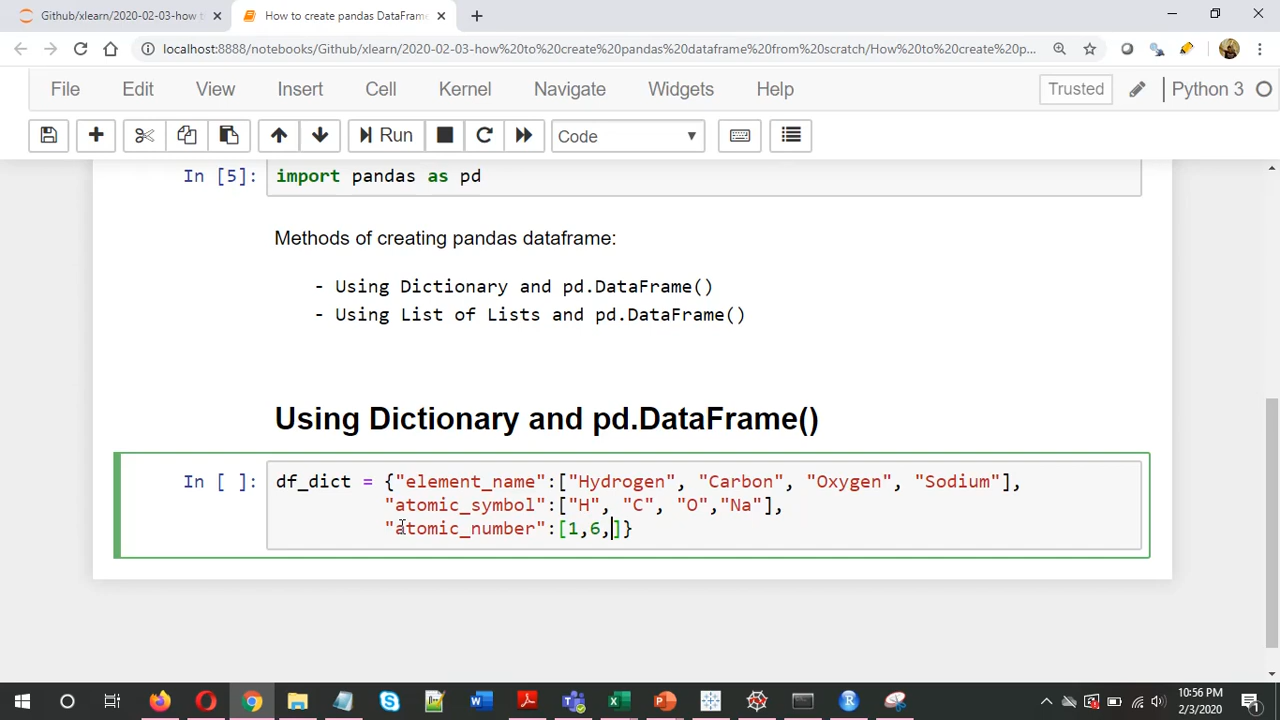 Github/xlearn/2020-02-03-how t
How to create pandas DataFrame
localhost:8888/notebooks/Github/xlearn/2020-02-03-how%20to%20create%20pandas%20dataframe%20from%20scratch/How%20to%20create%20p...
File Edit View Insert Cell Kernel Navigate Widgets Help Trusted Python 3
Run Code
In [5]: import pandas as pd
Methods of creating pandas dataframe:
- Using Dictionary and pd.DataFrame()
- Using List of Lists and pd.DataFrame()
Using Dictionary and pd.DataFrame()
In [ ]: df_dict = {"element_name":["Hydrogen", "Carbon", "Oxygen", "Sodium"],
"atomic_symbol":["H", "C", "O","Na"],
"atomic_number":[1,6,]}
10:56 PM
2/3/2020